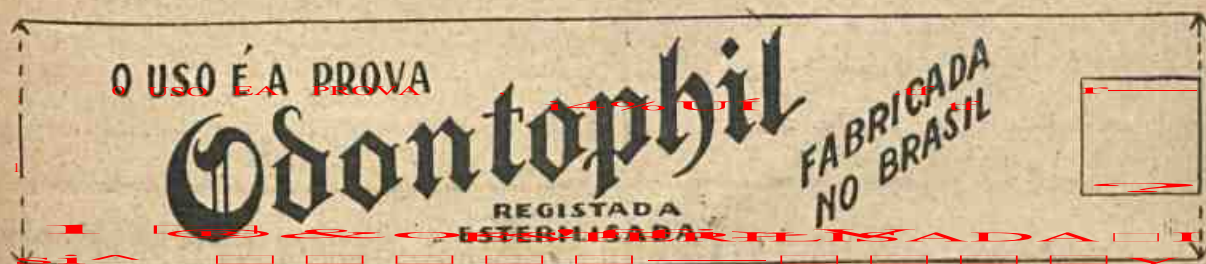 O USO É A PROVA
Odontophil
REGISTADA
ESTERILISADA
FABRICADA
NO BRASIL